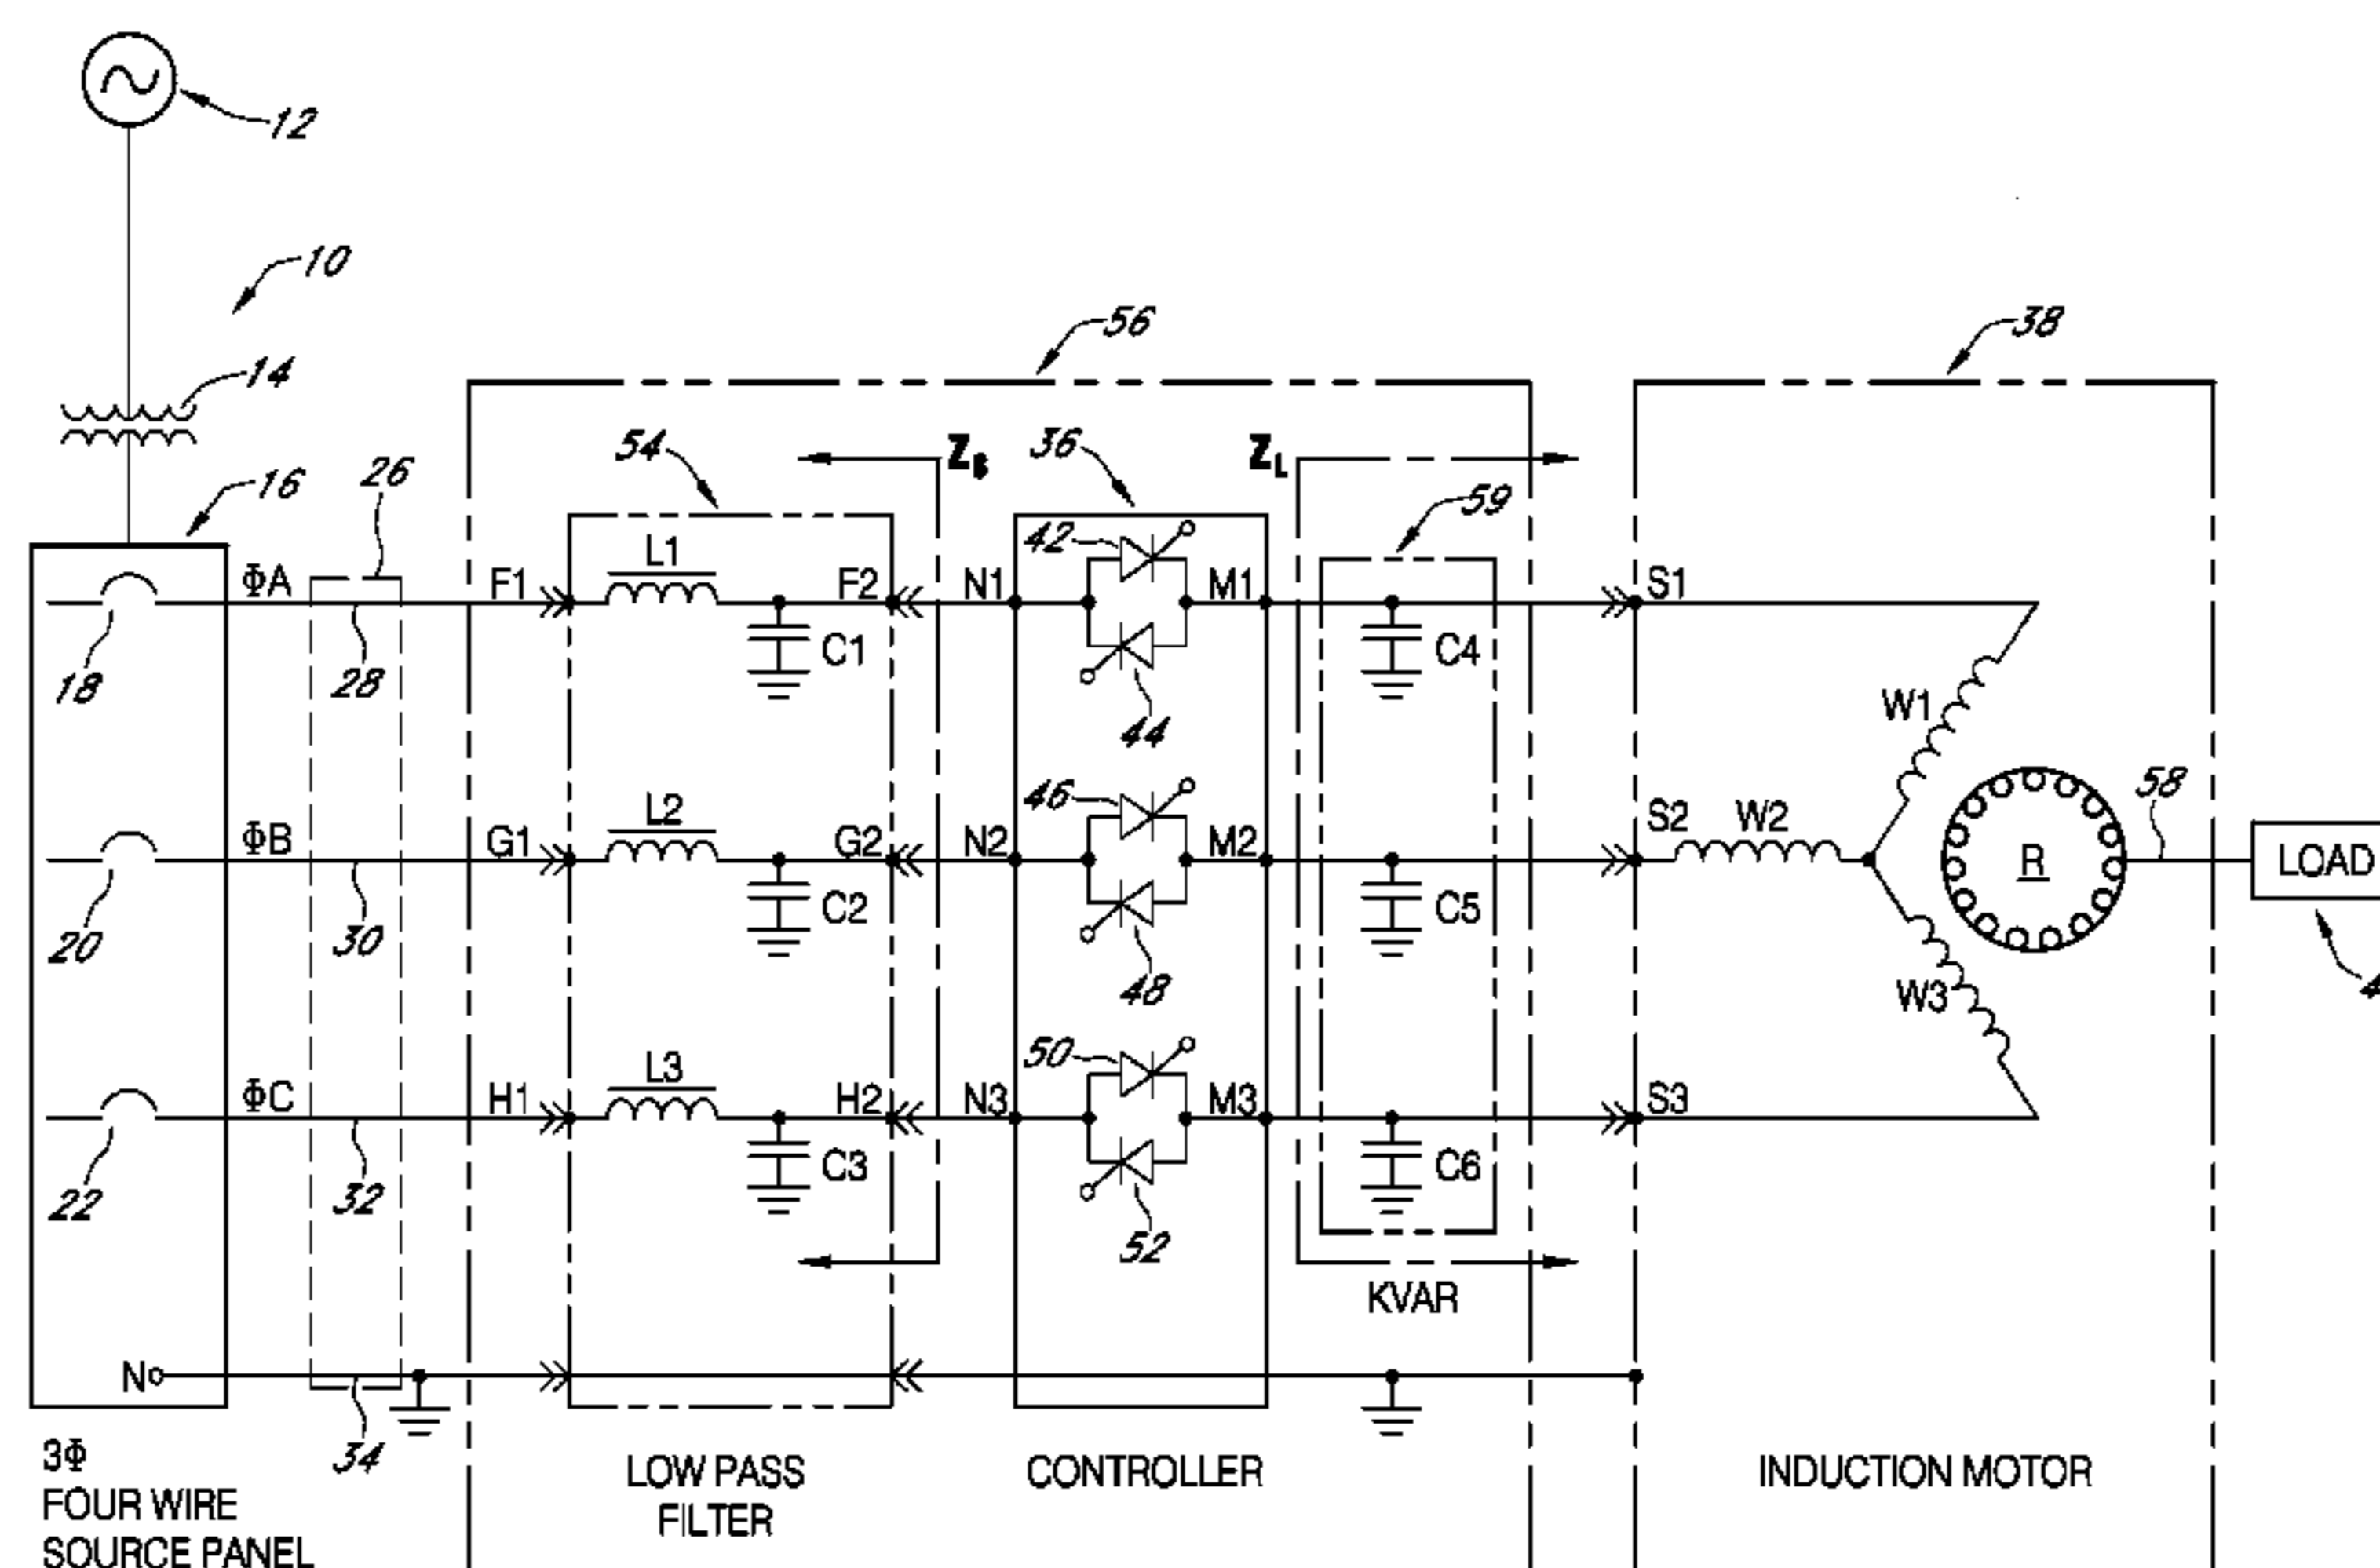 12
10
14
56
38
54
Z_B
36
Z_L
26
16
59
42
L1
ΦA
F1
F2
N1
M1
S1
C1
C4
18
28
44
W1
46
L2
58
S2
W2
ΦB
G1
G2
N2
M2
R
LOAD
C2
C5
20
30
48
W3
50
L3
ΦC
H1
H2
N3
M3
S3
C3
C6
22
32
52
KVAR
N
34
3Φ
FOUR WIRE
SOURCE PANEL
LOW PASS
FILTER
CONTROLLER
INDUCTION MOTOR